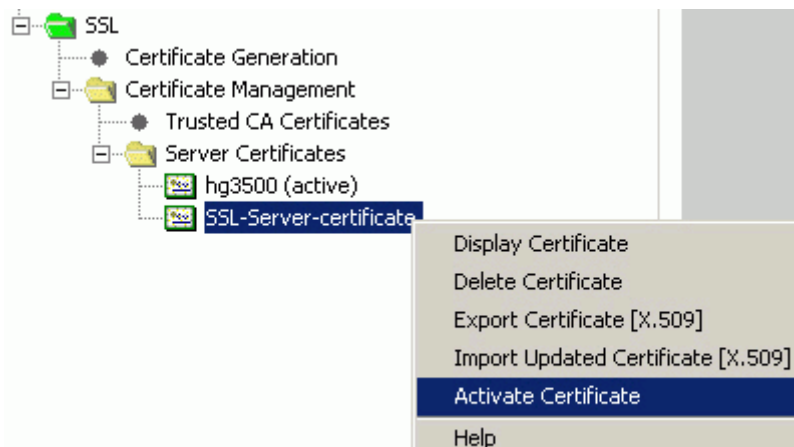 SSL
Certificate Generation
Certificate Management
Trusted CA Certificates
Server Certificates
hg3500 (active)
SSL-Server-certificate
Display Certificate
Delete Certificate
Export Certificate [X.509]
Import Updated Certificate [X.509]
Activate Certificate
Help